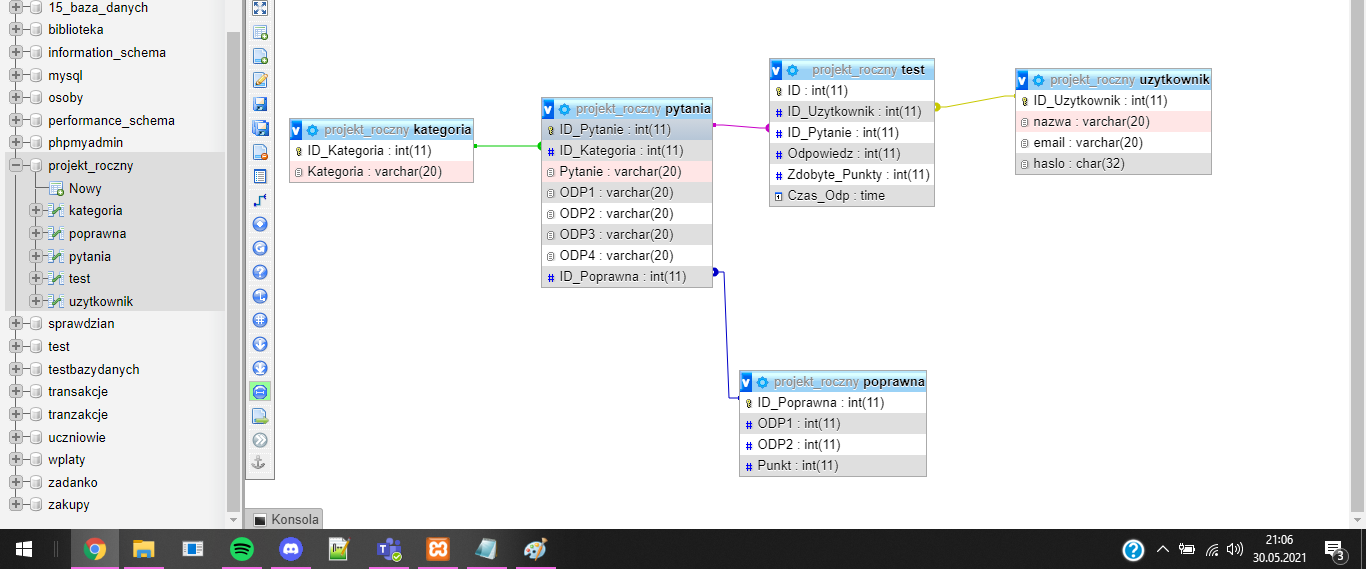 15_baza_danych
biblioteka
information_schema
mysql
osoby
performance_schema
phpmyadmin
projekt_roczny
Nowy
kategoria
poprawna
pytania
test
uzytkownik
sprawdzian
test
testbazydanych
transakcje
tranzakcje
uczniowie
wplaty
zadanko
zakupy
projekt_roczny kategoria
ID_Kategoria : int(11)
Kategoria : varchar(20)
projekt_roczny pytania
ID_Pytanie : int(11)
ID_Kategoria : int(11)
Pytanie : varchar(20)
ODP1 : varchar(20)
ODP2 : varchar(20)
ODP3 : varchar(20)
ODP4 : varchar(20)
ID_Poprawna : int(11)
projekt_roczny test
ID : int(11)
ID_Uzytkownik : int(11)
ID_Pytanie : int(11)
Odpowiedz : int(11)
Zdobyte_Punkty : int(11)
Czas_Odp : time
projekt_roczny uzytkownik
ID_Uzytkownik : int(11)
nazwa : varchar(20)
email : varchar(20)
haslo : char(32)
projekt_roczny poprawna
ID_Poprawna : int(11)
ODP1 : int(11)
ODP2 : int(11)
Punkt : int(11)
Konsola
21:06
30.05.2021
3